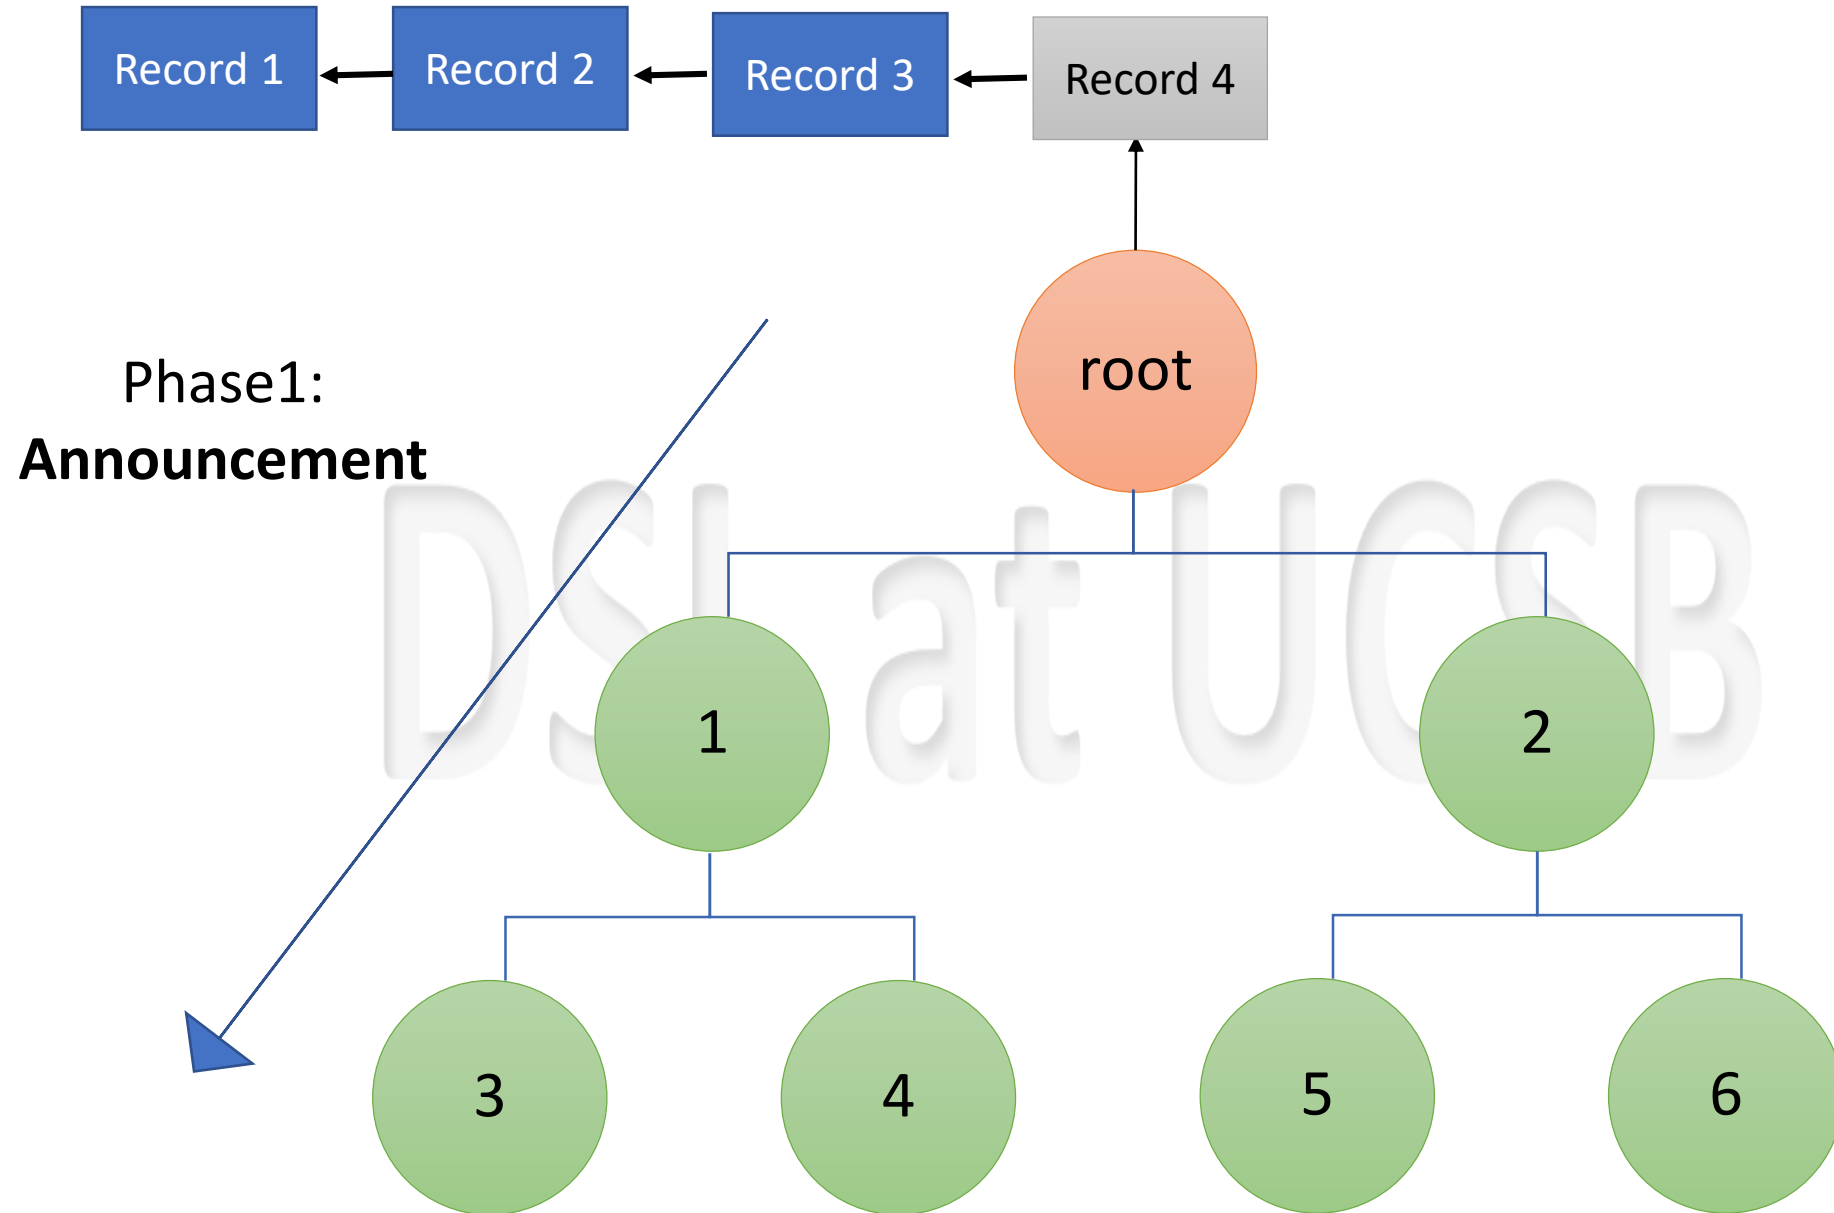 Record 1
Record 2
Record 3
Record 4
root
Phase1:
Announcement
DSL at UCSB
1
2
3
4
5
6